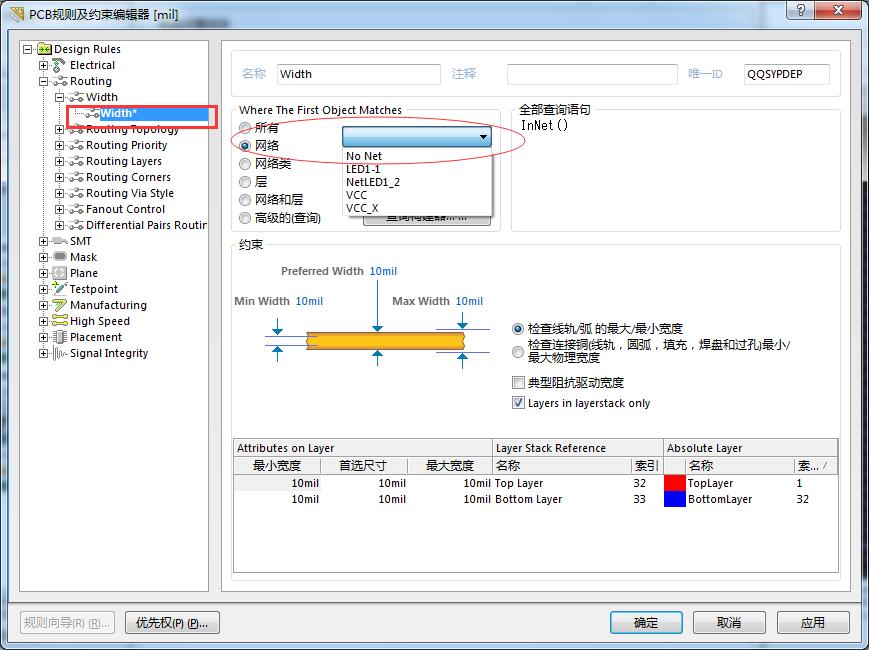 PCB规则及约束编辑器 [mil]
Design Rules
Electrical
Routing
Width
Width*
Routing Topology
Routing Priority
Routing Layers
Routing Corners
Routing Via Style
Fanout Control
Differential Pairs Routin
SMT
Mask
Plane
Testpoint
Manufacturing
High Speed
Placement
Signal Integrity
名称 Width 注释 唯一ID QQSYPDEP
Where The First Object Matches
所有
网络
网络类
层
网络和层
高级的(查询)
No Net
LED1-1
NetLED1_2
VCC
VCC_X
查询构建器... ...
全部查询语句
InNet()
约束
Preferred Width 10mil
Min Width 10mil Max Width 10mil
检查线轨/弧 的最大/最小宽度
检查连接铜(线轨，圆弧，填充，焊盘和过孔)最小/
最大物理宽度
典型阻抗驱动宽度
Layers in layerstack only
Attributes on Layer Layer Stack Reference Absolute Layer
最小宽度 首选尺寸 最大宽度 名称 索引 名称 索... /
10mil 10mil 10mil Top Layer 32 TopLayer 1
10mil 10mil 10mil Bottom Layer 33 BottomLayer 32
规则向导(R) (R)... 优先权(P) (P)... 确定 取消 应用